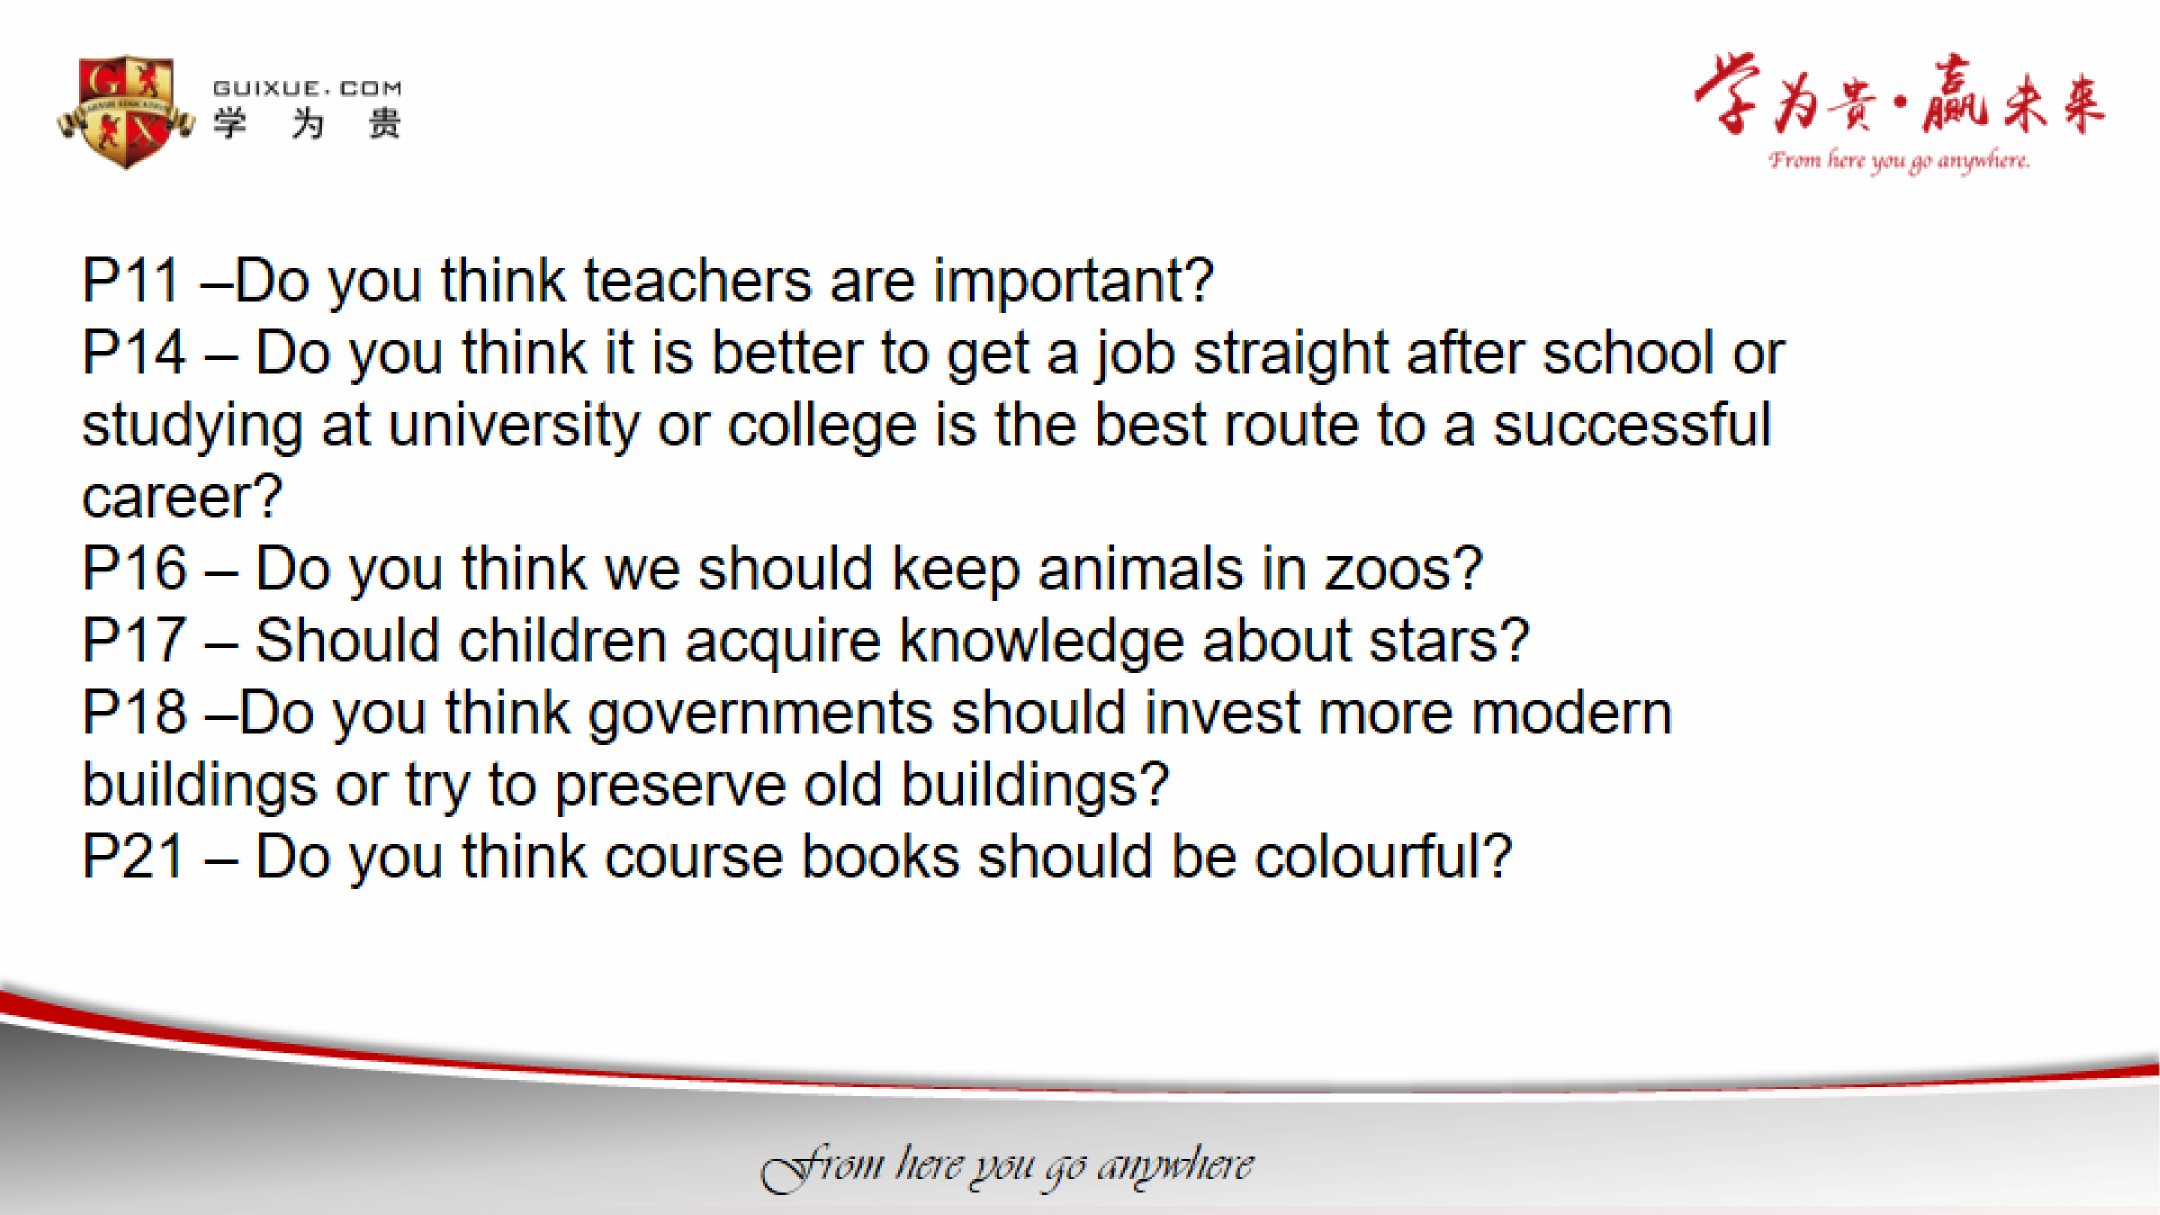 GUIXUE.COM
学为贵
学为贵·赢未来
From here you go anywhere.
P11 –Do you think teachers are important?
P14 – Do you think it is better to get a job straight after school or
studying at university or college is the best route to a successful
career?
P16 – Do you think we should keep animals in zoos?
P17 – Should children acquire knowledge about stars?
P18 –Do you think governments should invest more modern
buildings or try to preserve old buildings?
P21 – Do you think course books should be colourful?
From here you go anywhere